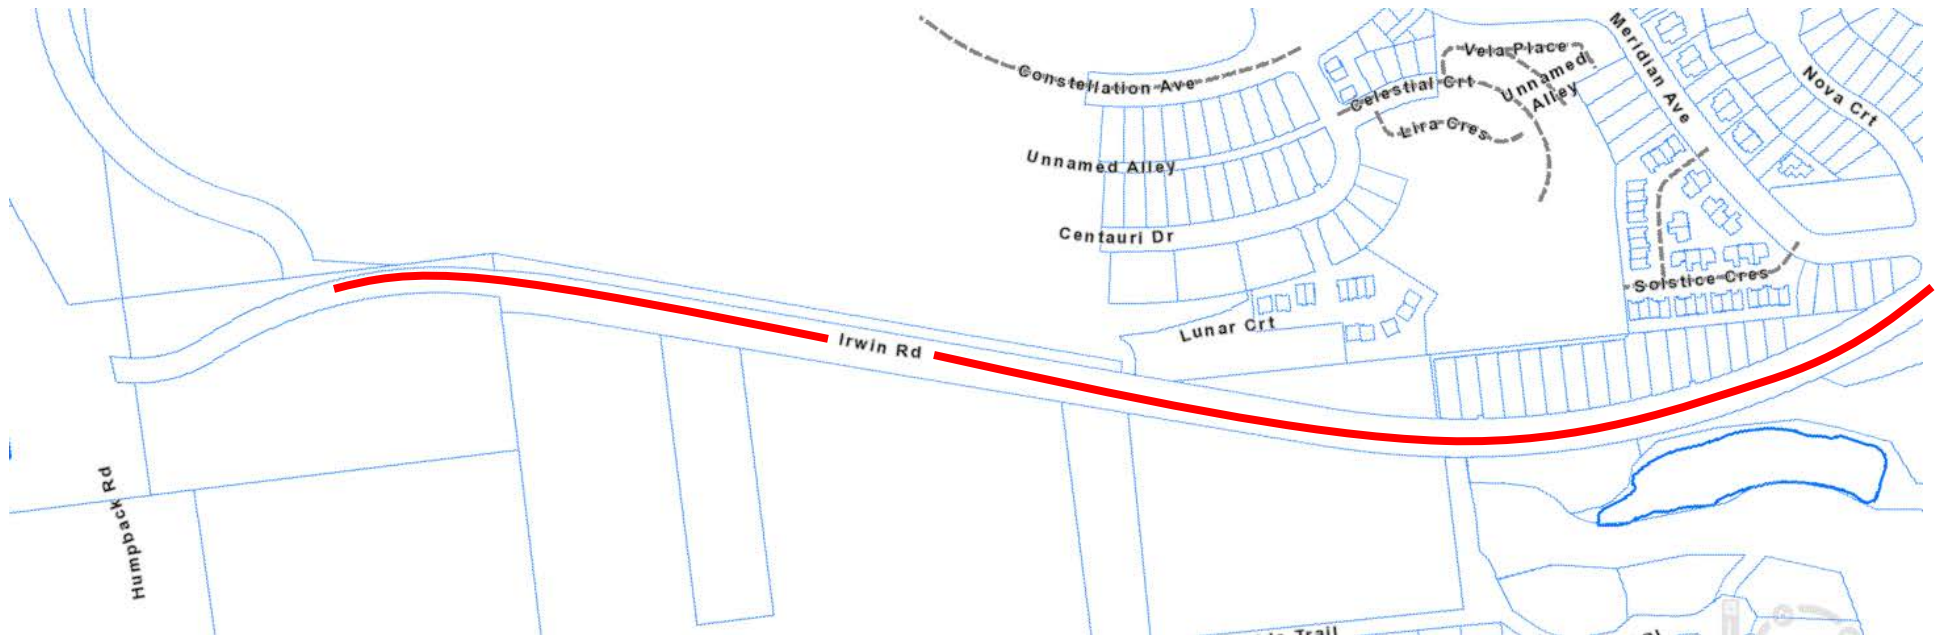 Meridian Ave
Vela Place
Constellation Ave
Celestial Crt
Unnamed
Alley
Nova Crt
Lira Cres
Unnamed Alley
Centauri Dr
Solstice Cres
Lunar Crt
Irwin Rd
Humpback Rd
Trail